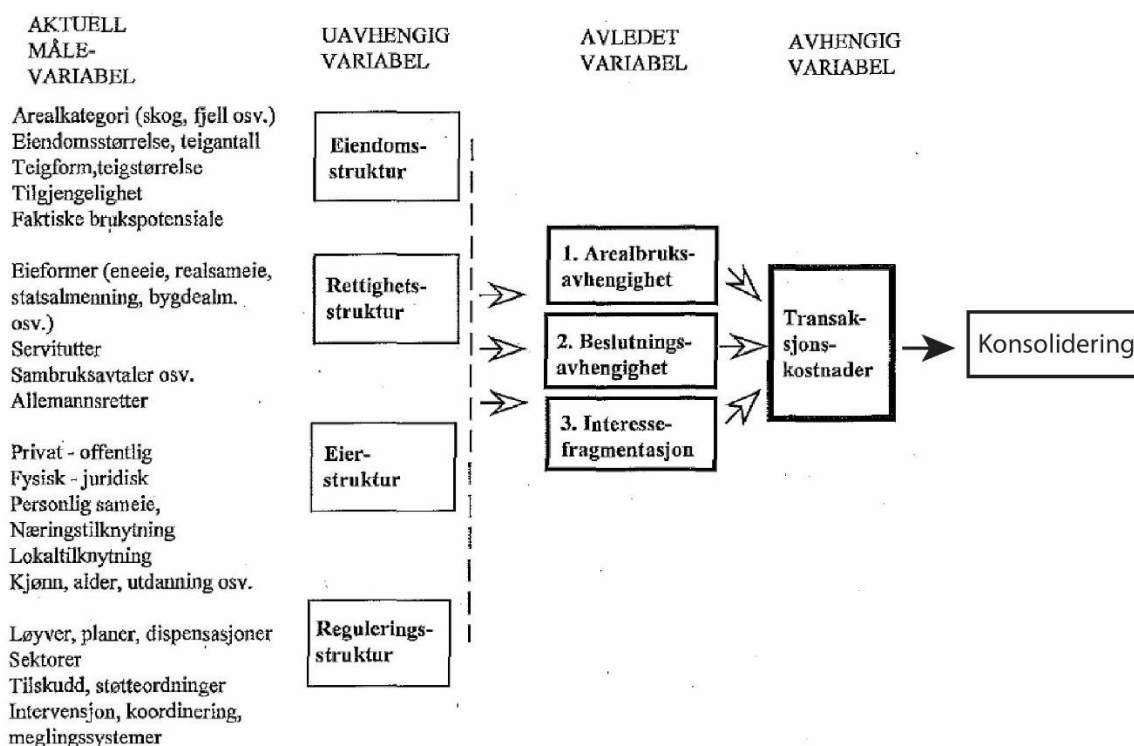 AKTUELL
MÅLE-
VARIABEL
UAVHENGIG
VARIABEL
AVLEDET
VARIABEL
AVHENGIG
VARIABEL
Arealkategori (skog, fjell osv.)
Eiendomsstørrelse, teigantall
Teigform,teigstørrelse
Tilgjengelighet
Faktiske brukspotensiale
Eieformer (eneeie, realsameie,
statsalmenning, bygdealm.
osv.)
Servitutter
Sambruksavtaler osv.
Allemannsretter
Privat - offentlig
Fysisk - juridisk
Personlig sameie,
Næringstilknytning
Lokaltilknytning
Kjønn, alder, utdanning osv.
Løyver, planer, dispensasjoner
Sektorer
Tilskudd, støtteordninger
Intervensjon, koordinering,
meglingssystemer
Eiendoms-
struktur
Rettighets-
struktur
Eier-
struktur
Regulerings-
struktur
1. Arealbruks-
avhengighet
2. Beslutnings-
avhengighet
3. Interesse-
fragmentasjon
Transak-
sjons-
kostnader
Konsolidering